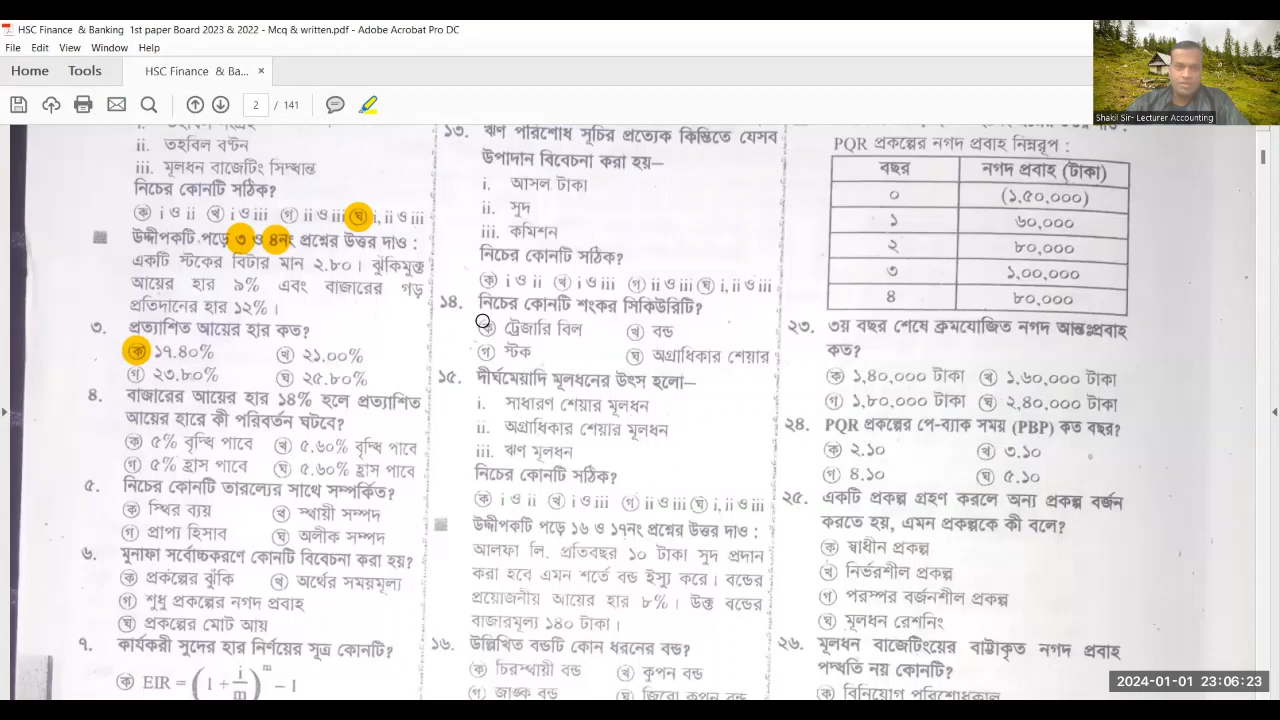 HSC Finance & Banking 1st paper Board 2023 & 2022 - Mcq & written.pdf - Adobe Acrobat Pro DC
File Edit View Window Help
Home Tools HSC Finance & Ba... ×
2 / 141
Shakil Sir- Lecturer Accounting
ii. তহবিল বণ্টন
iii. মূলধন বাজেটিং সিদ্ধান্ত
নিচের কোনটি সঠিক?
ক i ও ii খ i ও iii গ ii ও iii ঘ i, ii ও iii
উদ্দীপকটি পড়ে ৩ ও ৪নং প্রশ্নের উত্তর দাও :
একটি স্টকের বিটার মান ২.৮০। ঝুঁকিমুক্ত
আয়ের হার ৯% এবং বাজারের গড়
প্রতিদানের হার ১২%।
৩. প্রত্যাশিত আয়ের হার কত?
ক ১৭.৪০% খ ২১.০০%
গ ২৩.৮০% ঘ ২৫.৮০%
৪. বাজারের আয়ের হার ১৪% হলে প্রত্যাশিত
আয়ের হারে কী পরিবর্তন ঘটবে?
ক ৫% বৃদ্ধি পাবে খ ৫.৬০% বৃদ্ধি পাবে
গ ৫% হ্রাস পাবে ঘ ৫.৬০% হ্রাস পাবে
৫. নিচের কোনটি তারল্যের সাথে সম্পর্কিত?
ক স্থির ব্যয় খ স্থায়ী সম্পদ
গ প্রাপ্য হিসাব ঘ অলীক সম্পদ
৬. মুনাফা সর্বোচ্চকরণে কোনটি বিবেচনা করা হয়?
ক প্রকল্পের ঝুঁকি খ অর্থের সময়মূল্য
গ শুধু প্রকল্পের নগদ প্রবাহ
ঘ প্রকল্পের মোট আয়
৭. কার্যকরী সুদের হার নির্ণয়ের সূত্র কোনটি?
ক EIR = (1 + i/m)^m − 1
১৩. ঋণ পরিশোধ সূচির প্রত্যেক কিস্তিতে যেসব
উপাদান বিবেচনা করা হয়—
i. আসল টাকা
ii. সুদ
iii. কমিশন
নিচের কোনটি সঠিক?
ক i ও ii খ i ও iii গ ii ও iii ঘ i, ii ও iii
১৪. নিচের কোনটি শংকর সিকিউরিটি?
ক ট্রেজারি বিল খ বন্ড
গ স্টক ঘ অগ্রাধিকার শেয়ার
১৫. দীর্ঘমেয়াদি মূলধনের উৎস হলো—
i. সাধারণ শেয়ার মূলধন
ii. অগ্রাধিকার শেয়ার মূলধন
iii. ঋণ মূলধন
নিচের কোনটি সঠিক?
ক i ও ii খ i ও iii গ ii ও iii ঘ i, ii ও iii
উদ্দীপকটি পড়ে ১৬ ও ১৭নং প্রশ্নের উত্তর দাও :
আলফা লি. প্রতিবছর ১০ টাকা সুদ প্রদান
করা হবে এমন শর্তে বন্ড ইস্যু করে। বন্ডের
প্রয়োজনীয় আয়ের হার ৮%। উক্ত বন্ডের
বাজারমূল্য ১৪০ টাকা।
১৬. উল্লিখিত বন্ডটি কোন ধরনের বন্ড?
ক চিরস্থায়ী বন্ড খ কুপন বন্ড
গ জাঙ্ক বন্ড ঘ জিরো কুপন বন্ড
PQR প্রকল্পের নগদ প্রবাহ নিম্নরূপ :
বছর নগদ প্রবাহ (টাকা)
০ (১,৫০,০০০)
১ ৬০,০০০
২ ৮০,০০০
৩ ১,০০,০০০
৪ ৮০,০০০
২৩. ৩য় বছর শেষে ক্রমযোজিত নগদ আন্তঃপ্রবাহ
কত?
ক ১,৪০,০০০ টাকা খ ১,৬০,০০০ টাকা
গ ১,৮০,০০০ টাকা ঘ ২,৪০,০০০ টাকা
২৪. PQR প্রকল্পের পে-ব্যাক সময় (PBP) কত বছর?
ক ২.১০ খ ৩.১০
গ ৪.১০ ঘ ৫.১০
২৫. একটি প্রকল্প গ্রহণ করলে অন্য প্রকল্প বর্জন
করতে হয়, এমন প্রকল্পকে কী বলে?
ক স্বাধীন প্রকল্প
খ নির্ভরশীল প্রকল্প
গ পরস্পর বর্জনশীল প্রকল্প
ঘ মূলধন রেশনিং
২৬. মূলধন বাজেটিংয়ের বাট্টাকৃত নগদ প্রবাহ
পদ্ধতি নয় কোনটি?
ক বিনিয়োগ পরিশোধকাল
2024-01-01 23:06:23